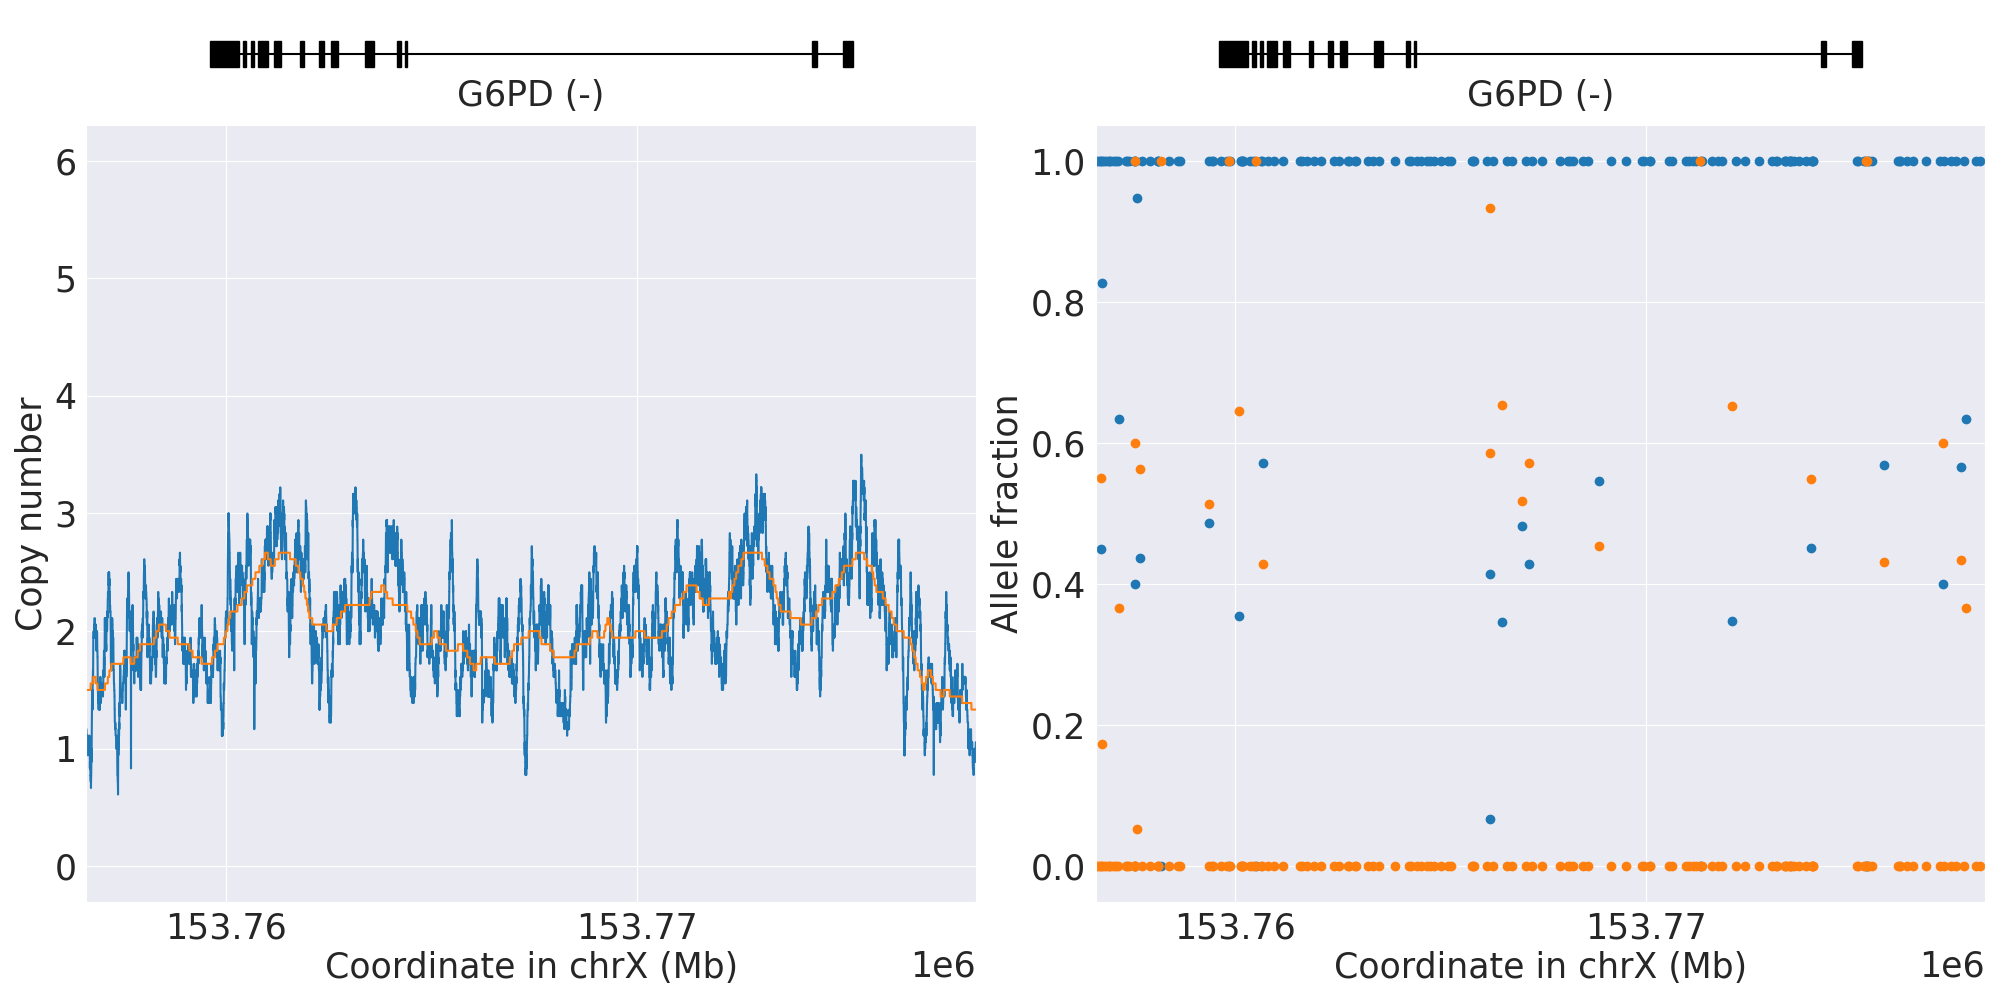 G6PD (-)
6
5
4
3
2
1
0
Copy number
153.76
153.77
Coordinate in chrX (Mb)
1e6
G6PD (-)
1.0
0.8
0.6
0.4
0.2
0.0
Allele fraction
153.76
153.77
Coordinate in chrX (Mb)
1e6